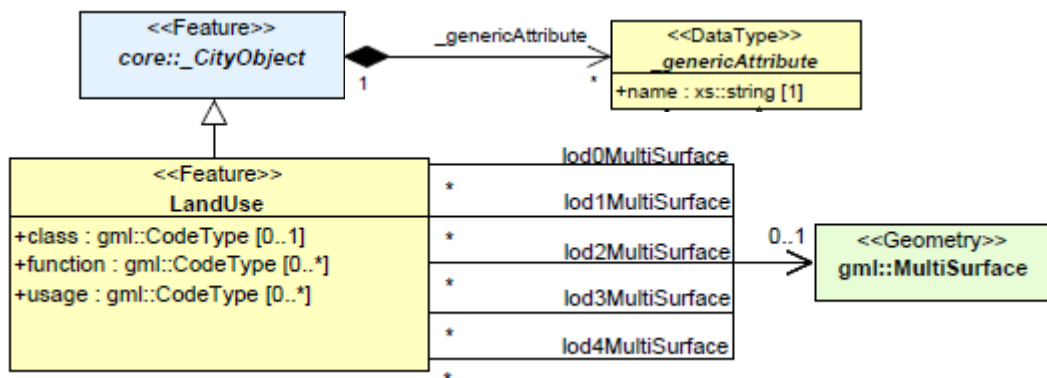 <<Feature>>
core::_CityObject
1
_genericAttribute
*
<<DataType>>
_genericAttribute
+name : xs::string [1]
<<Feature>>
LandUse
+class : gml::CodeType [0..1]
+function : gml::CodeType [0..*]
+usage : gml::CodeType [0..*]
lod0MultiSurface
*
lod1MultiSurface
*
lod2MultiSurface
*
lod3MultiSurface
*
lod4MultiSurface
*
0..1
<<Geometry>>
gml::MultiSurface